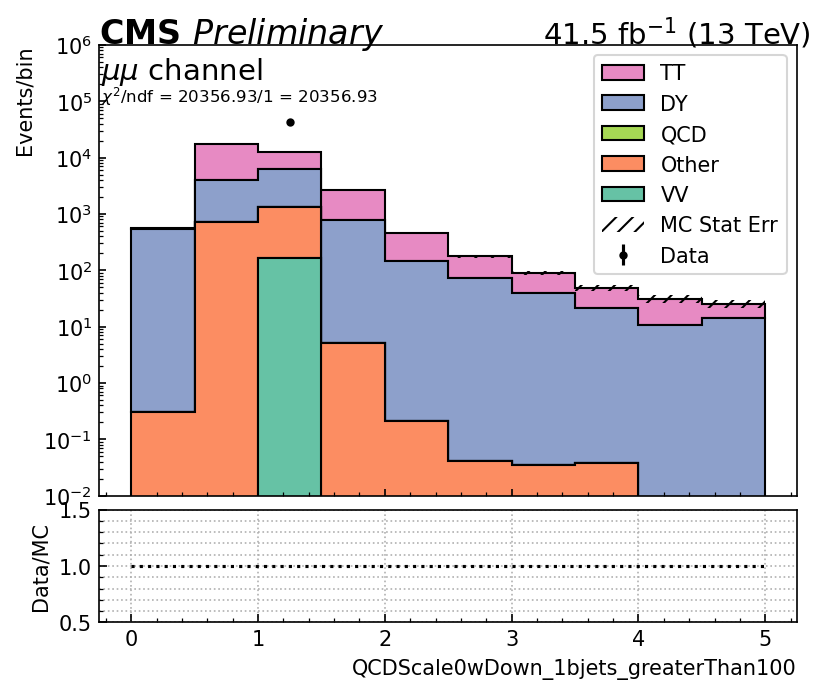 CMS Preliminary 41.5 fb⁻¹ (13 TeV)
Events/bin
μμ channel
χ²/ndf = 20356.93/1 = 20356.93
TT
DY
QCD
Other
VV
MC Stat Err
Data
10⁶
10⁵
10⁴
10³
10²
10¹
10⁰
10⁻¹
10⁻²
Data/MC
1.5
1.0
0.5
0 1 2 3 4 5
QCDScale0wDown_1bjets_greaterThan100